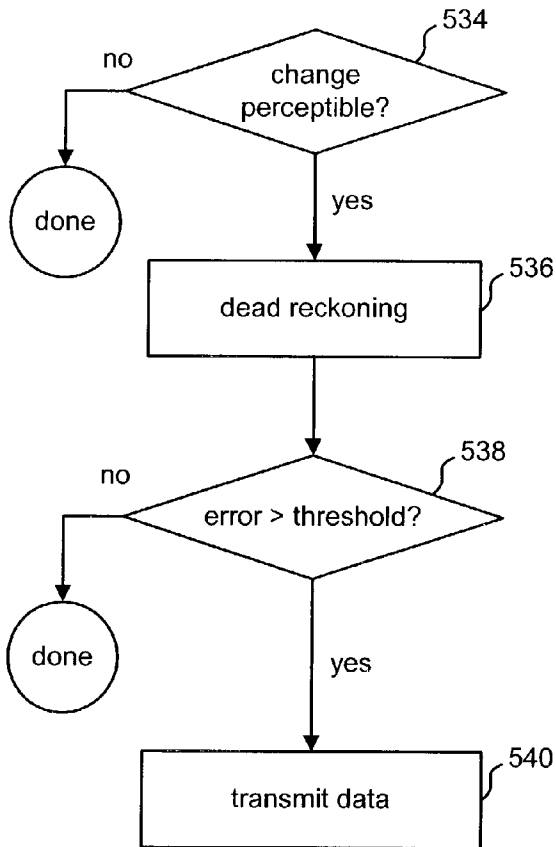 534
no
change
perceptible?
done
yes
536
dead reckoning
538
no
error > threshold?
done
yes
540
transmit data